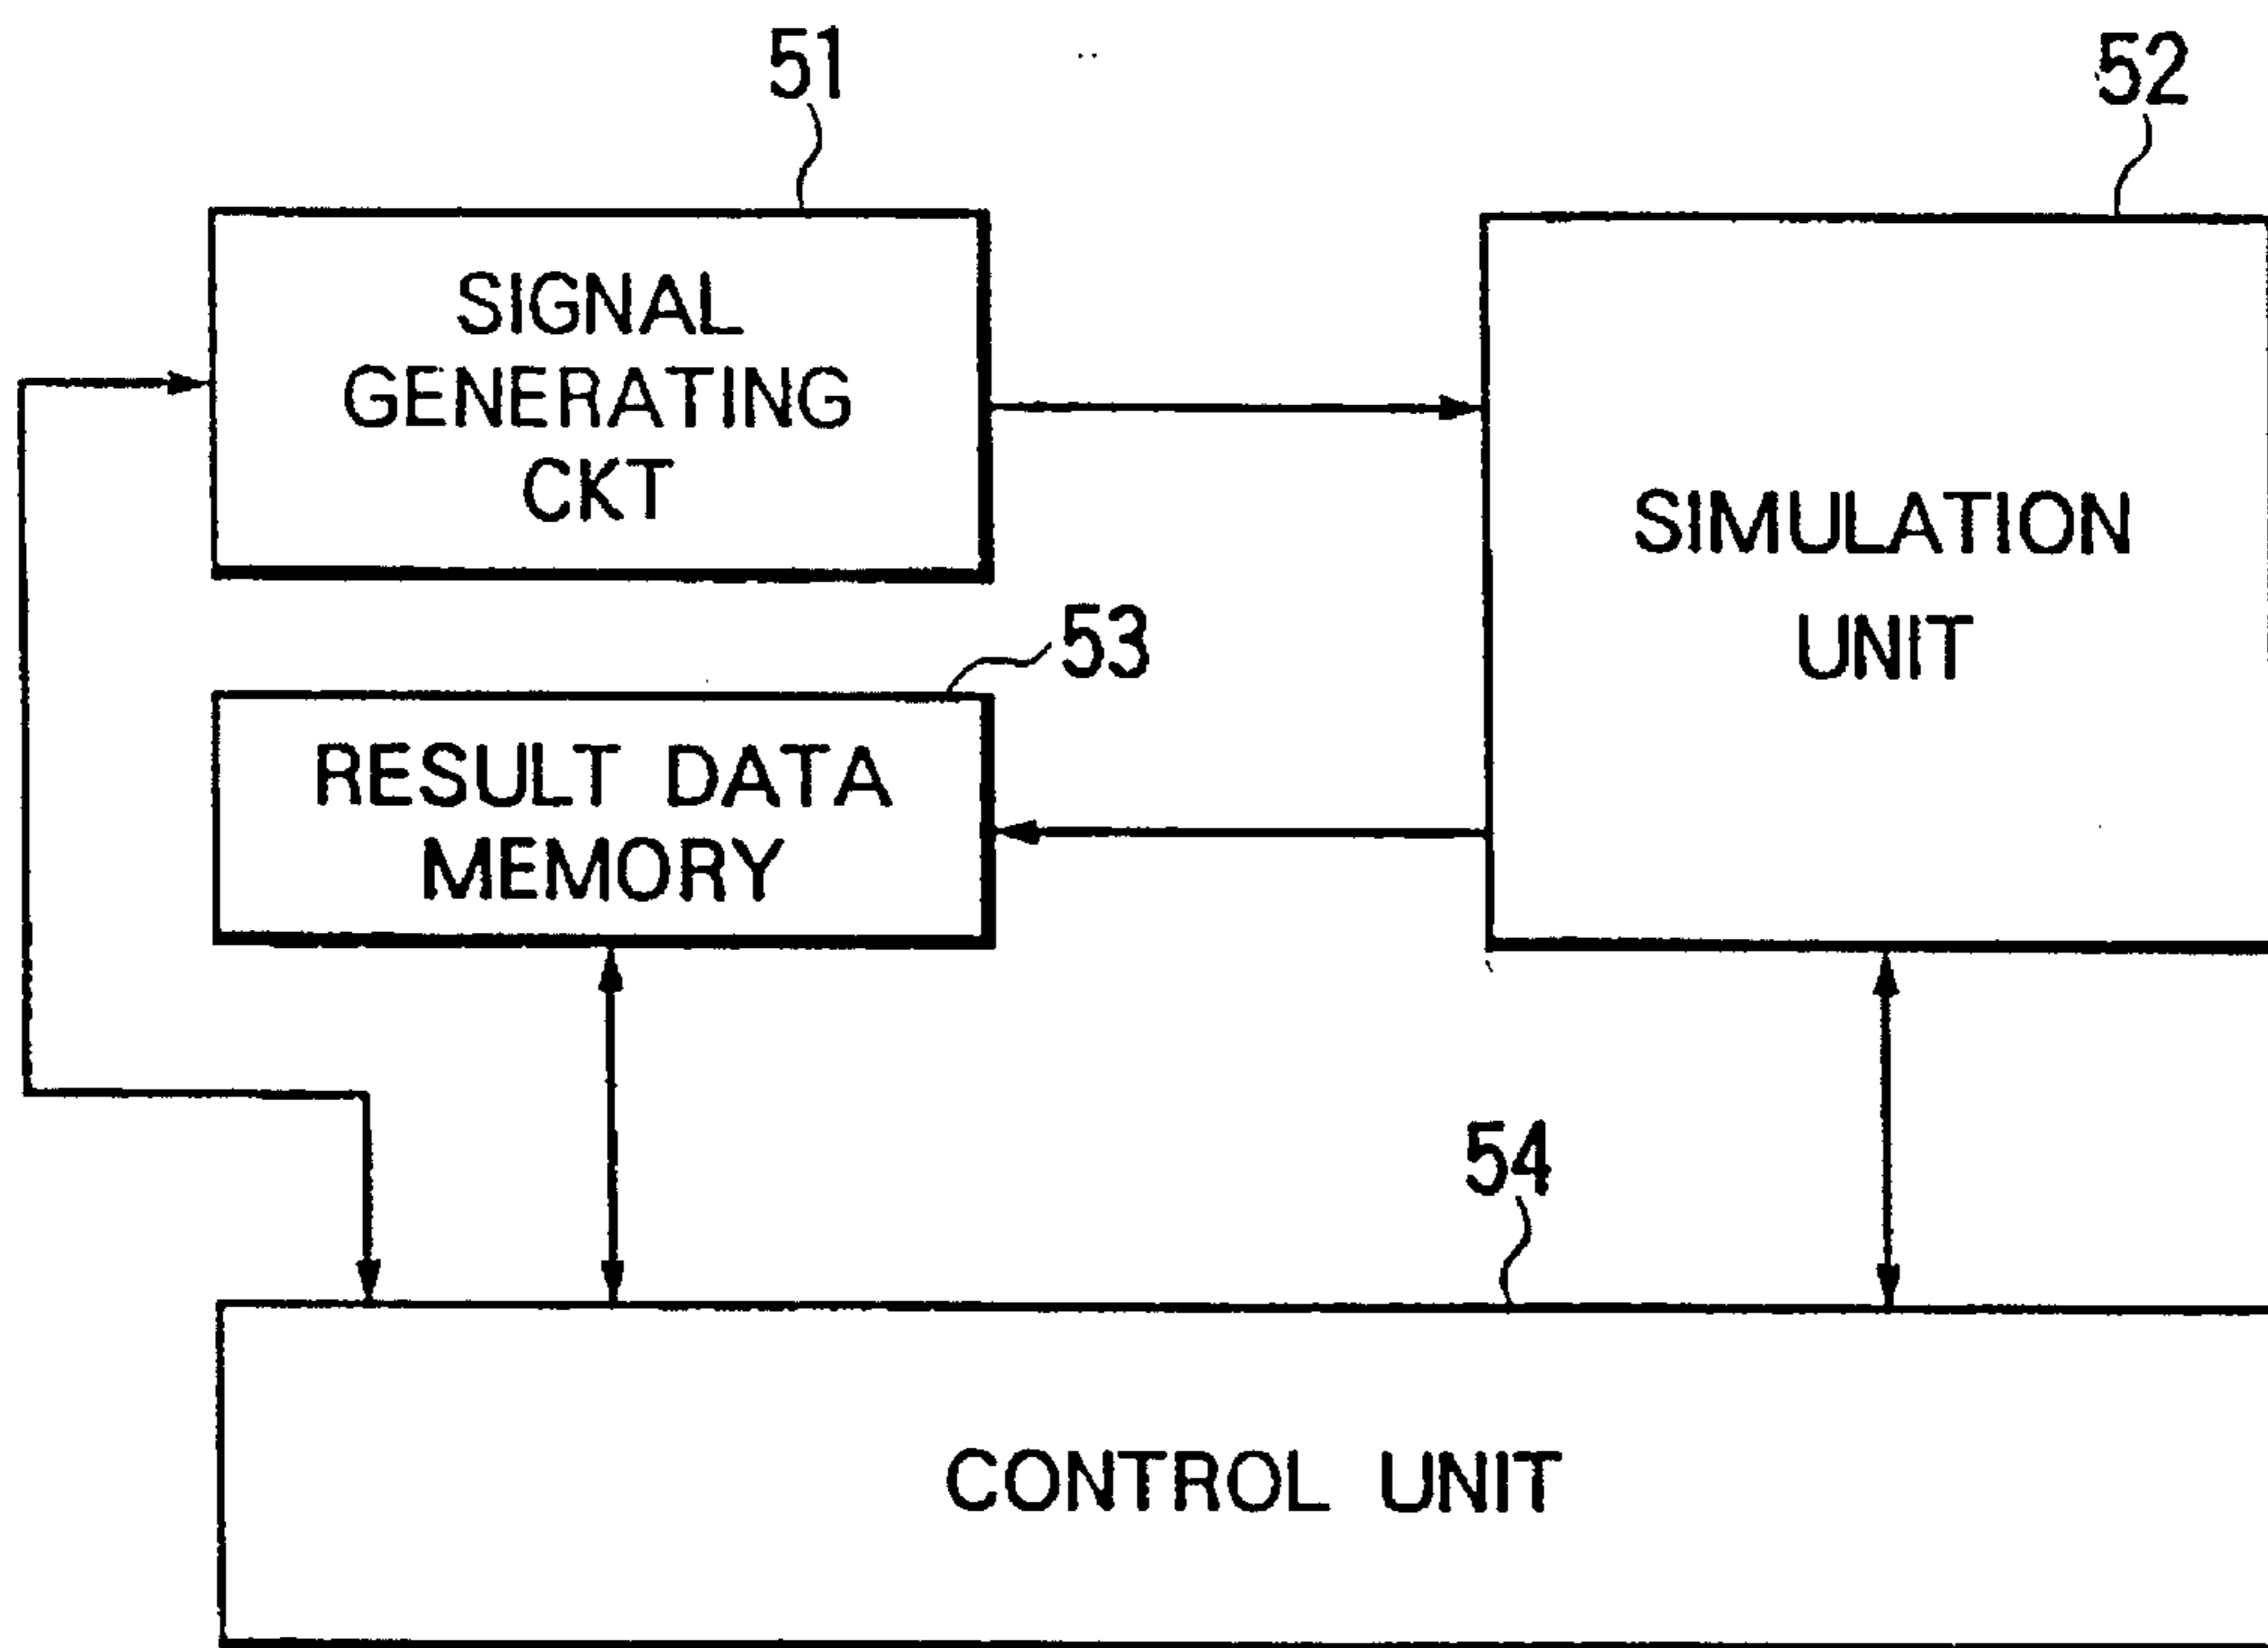 51
52
SIGNAL
GENERATING
CKT
SIMULATION
UNIT
53
RESULT DATA
MEMORY
54
CONTROL UNIT